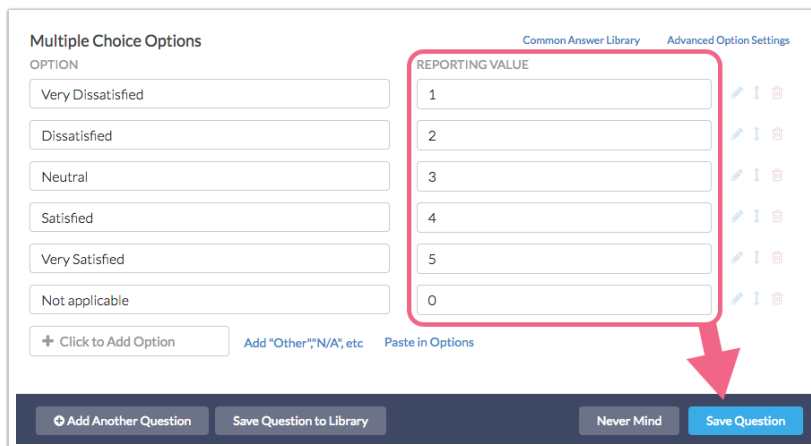 Multiple Choice Options
Common Answer Library Advanced Option Settings
OPTION REPORTING VALUE
Very Dissatisfied 1
Dissatisfied 2
Neutral 3
Satisfied 4
Very Satisfied 5
Not applicable 0
+ Click to Add Option Add "Other","N/A", etc Paste in Options
Add Another Question Save Question to Library Never Mind Save Question